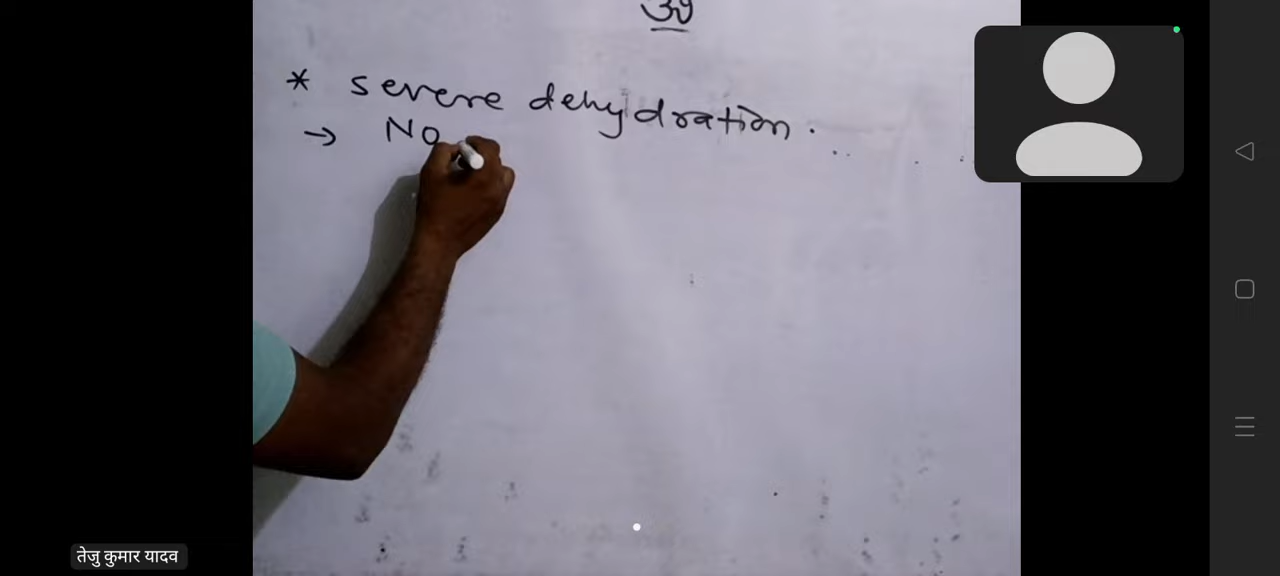 ॐ
* severe dehydration.
→ No
तेजु कुमार यादव